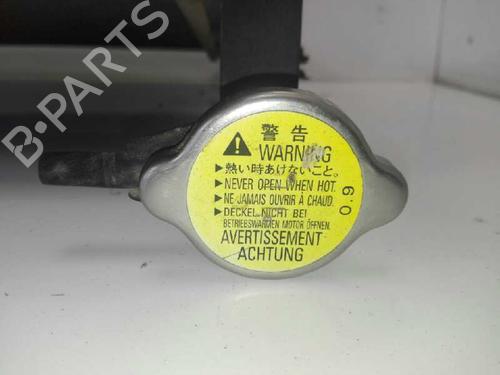 警告
WARNING
▶熱い時あけないこと。
▶NEVER OPEN WHEN HOT.
▶NE JAMAIS OUVRIR À CHAUD.
▶DECKEL NICHT BEI
BETRIEBSWARMEN MOTOR ÖFFNEN.
AVERTISSEMENT
ACHTUNG
0.9
B-PARTS